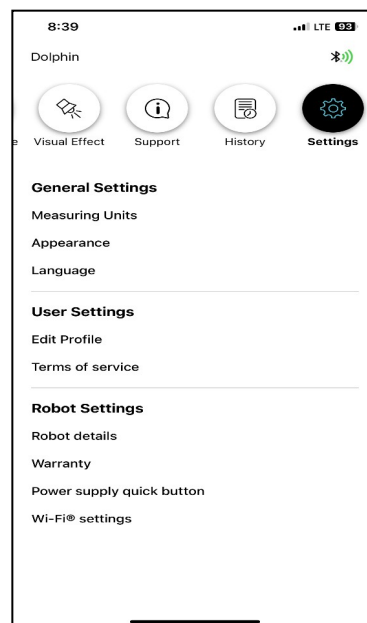 8:39 LTE 93
Dolphin
e Visual Effect Support History Settings
General Settings
Measuring Units
Appearance
Language
User Settings
Edit Profile
Terms of service
Robot Settings
Robot details
Warranty
Power supply quick button
Wi-Fi® settings